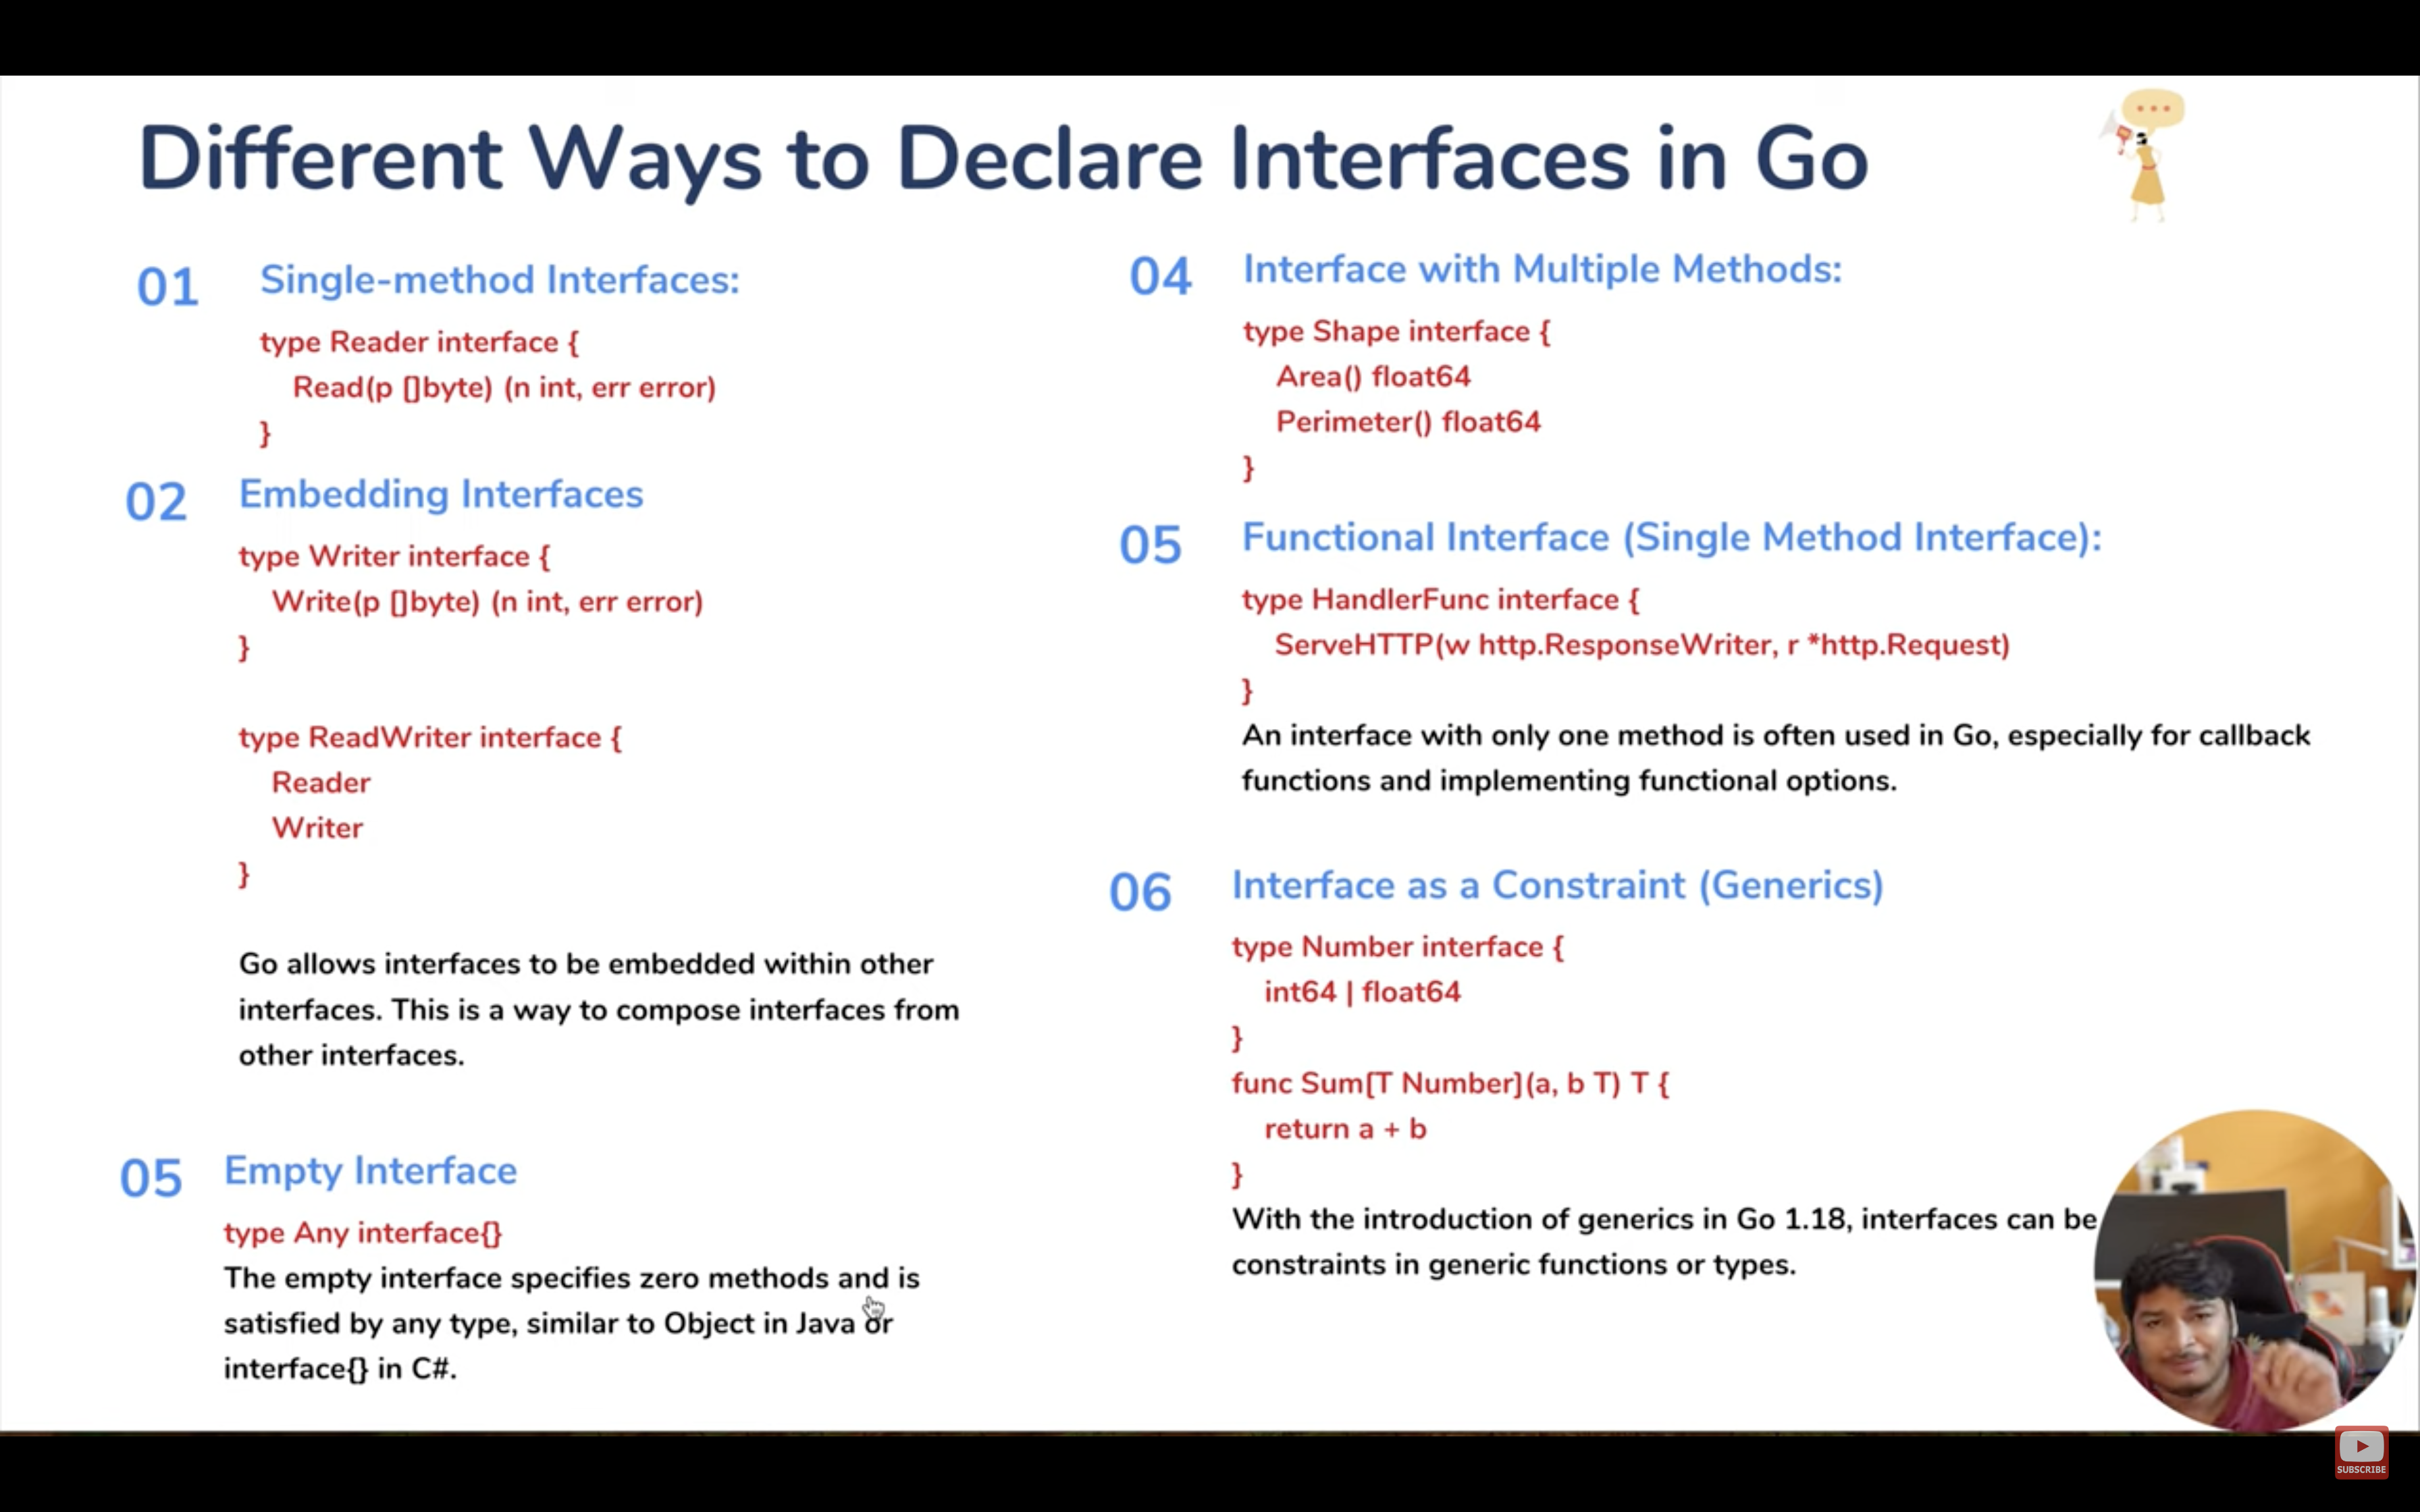 Different Ways to Declare Interfaces in Go
01
Single-method Interfaces:
type Reader interface {
Read(p []byte) (n int, err error)
}
02
Embedding Interfaces
type Writer interface {
Write(p []byte) (n int, err error)
}
type ReadWriter interface {
Reader
Writer
}
Go allows interfaces to be embedded within other
interfaces. This is a way to compose interfaces from
other interfaces.
05
Empty Interface
type Any interface{}
The empty interface specifies zero methods and is
satisfied by any type, similar to Object in Java or
interface{} in C#.
04
Interface with Multiple Methods:
type Shape interface {
Area() float64
Perimeter() float64
}
05
Functional Interface (Single Method Interface):
type HandlerFunc interface {
ServeHTTP(w http.ResponseWriter, r *http.Request)
}
An interface with only one method is often used in Go, especially for callback
functions and implementing functional options.
06
Interface as a Constraint (Generics)
type Number interface {
int64 | float64
}
func Sum[T Number](a, b T) T {
return a + b
}
With the introduction of generics in Go 1.18, interfaces can be
constraints in generic functions or types.
SUBSCRIBE